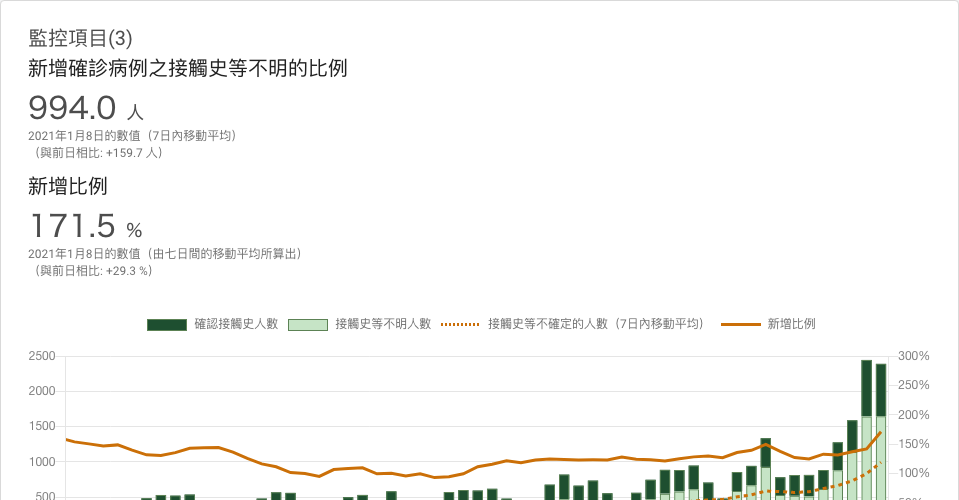 監控項目(3)
新增確診病例之接觸史等不明的比例
994.0 人
2021年1月8日的數值（7日內移動平均）
（與前日相比: +159.7 人）
新增比例
171.5 %
2021年1月8日的數值（由七日間的移動平均所算出）
（與前日相比: +29.3 %）
確認接觸史人數 接觸史等不明人數 接觸史等不確定的人數（7日內移動平均） 新增比例
2500 300%
250%
2000
200%
1500
150%
1000
100%
500